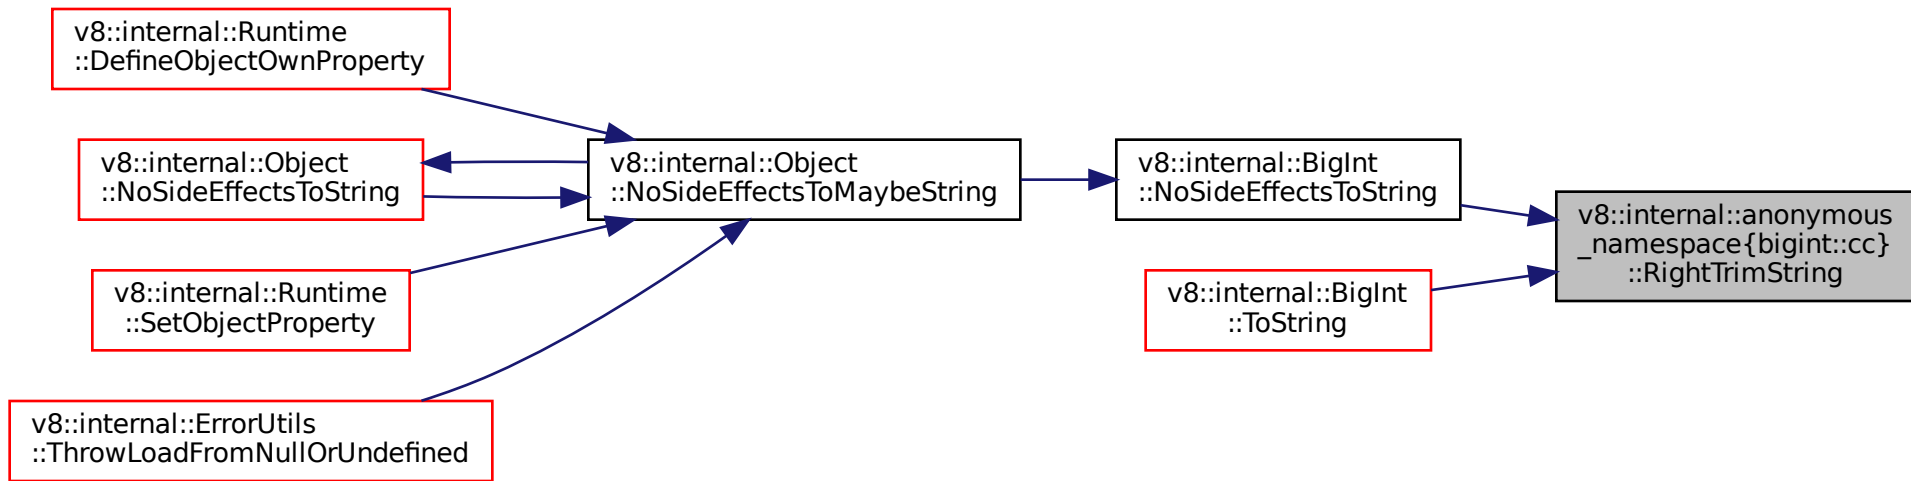 v8::internal::Runtime
::DefineObjectOwnProperty
v8::internal::Object
::NoSideEffectsToString
v8::internal::Runtime
::SetObjectProperty
v8::internal::ErrorUtils
::ThrowLoadFromNullOrUndefined
v8::internal::Object
::NoSideEffectsToMaybeString
v8::internal::BigInt
::NoSideEffectsToString
v8::internal::BigInt
::ToString
v8::internal::anonymous
_namespace{bigint::cc}
::RightTrimString